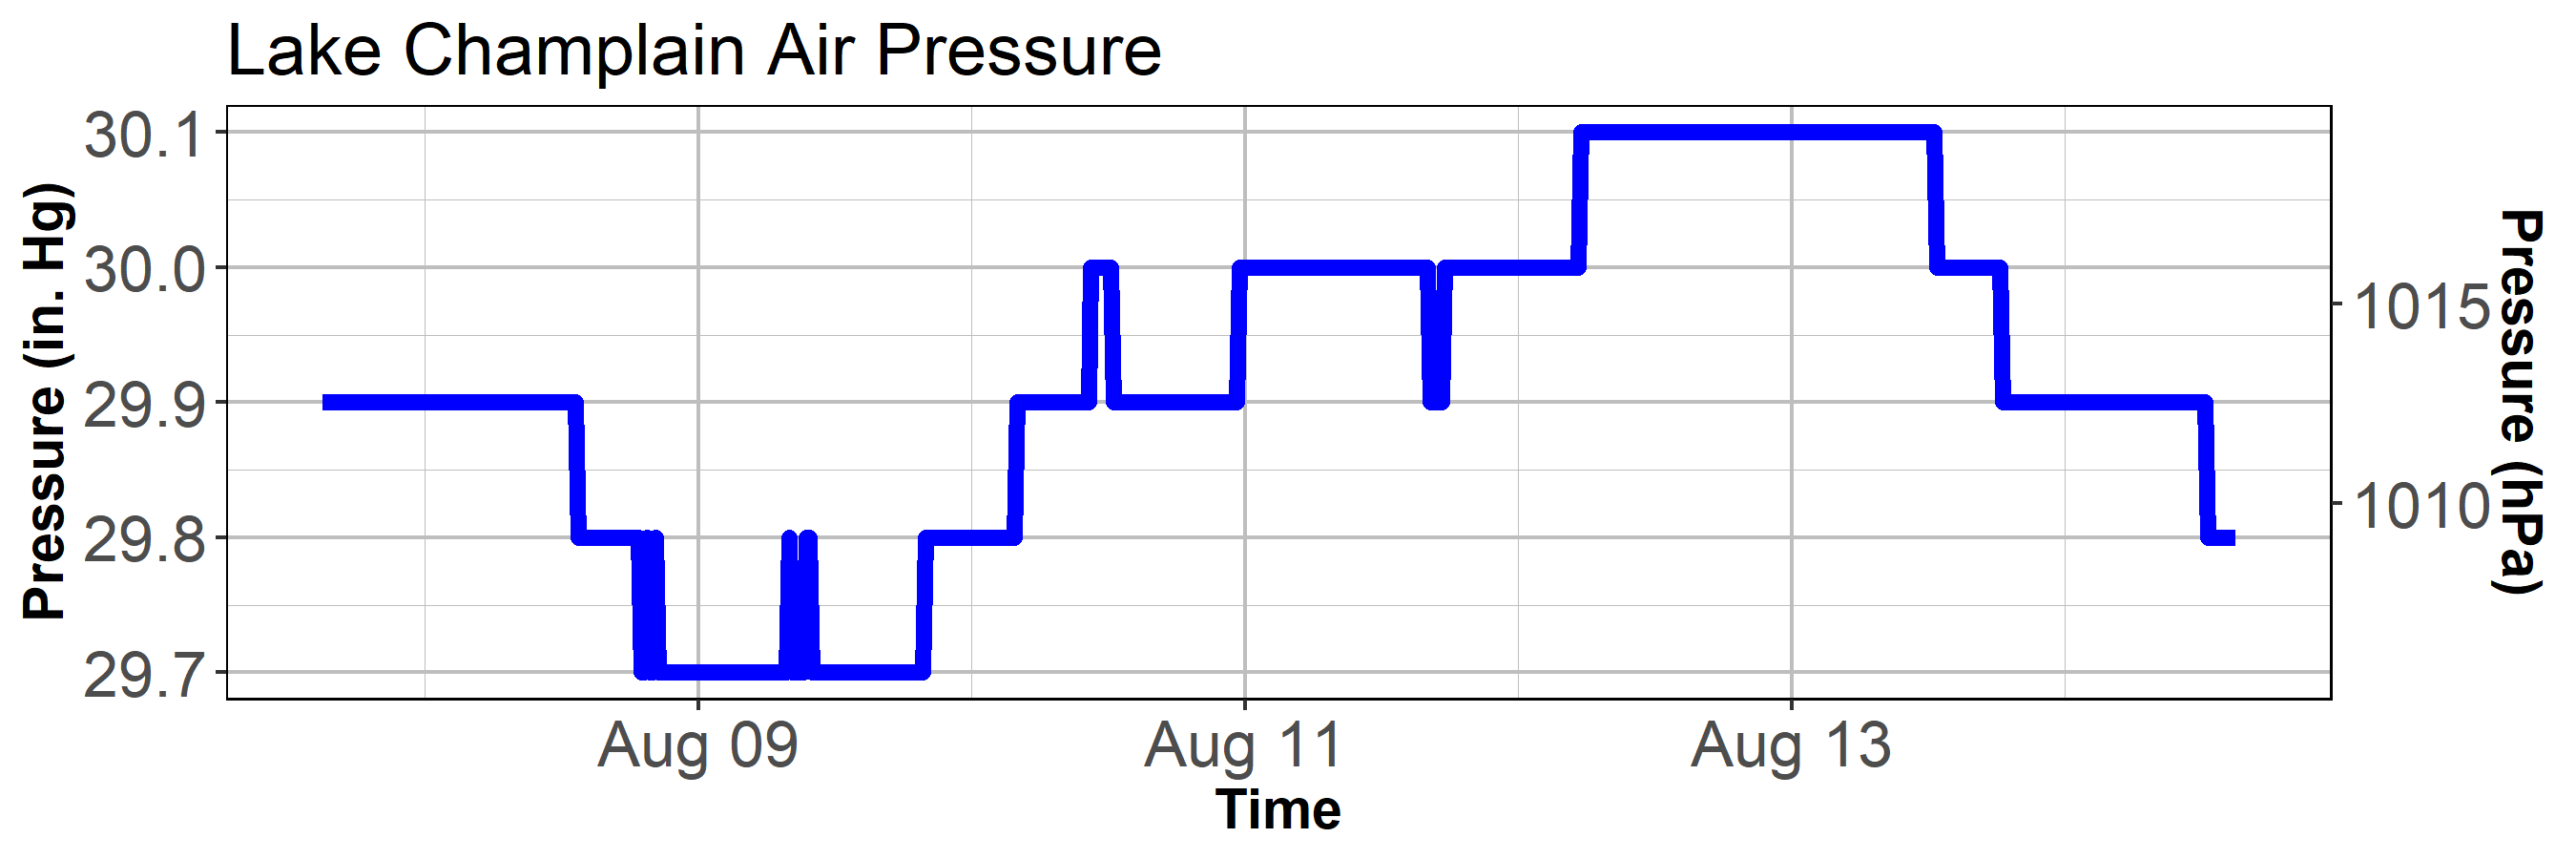 Lake Champlain Air Pressure
Pressure (in. Hg)
30.1
30.0
29.9
29.8
29.7
1015
1010
Pressure (hPa)
Aug 09
Aug 11
Aug 13
Time